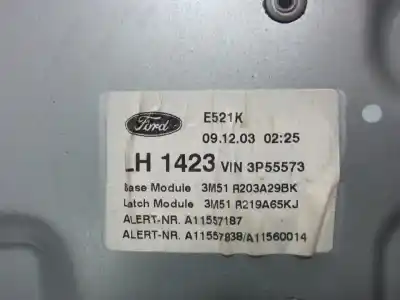 Ford
E521K
09.12.03 02:25
LH 1423 VIN 3P55573
Base Module 3M51 R203A29BK
Latch Module 3M51 R219A65KJ
ALERT-NR. A11557187
ALERT-NR. A11557838/A11560014